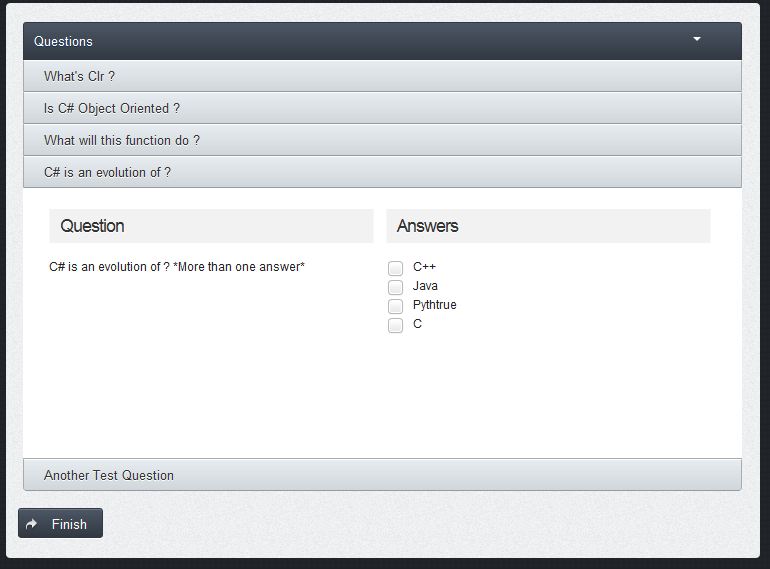 Questions
What's Clr ?
Is C# Object Oriented ?
What will this function do ?
C# is an evolution of ?
Question
Answers
C# is an evolution of ? *More than one answer*
C++
Java
Pythtrue
C
Another Test Question
Finish